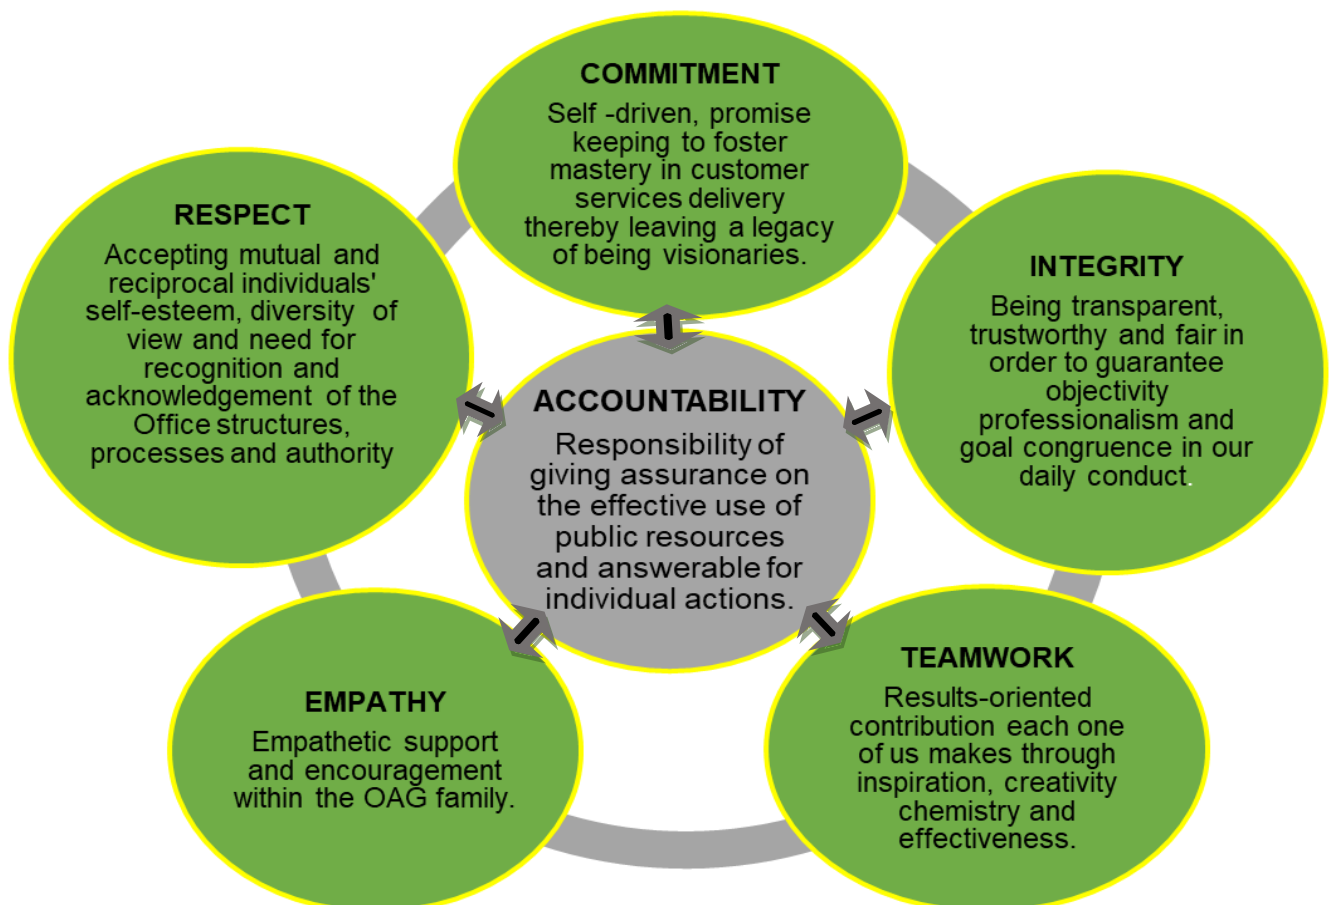 COMMITMENT
Self -driven, promise
keeping to foster
mastery in customer
services delivery
thereby leaving a legacy
of being visionaries.
RESPECT
Accepting mutual and
reciprocal individuals'
self-esteem, diversity of
view and need for
recognition and
acknowledgement of the
Office structures,
processes and authority
INTEGRITY
Being transparent,
trustworthy and fair in
order to guarantee
objectivity
professionalism and
goal congruence in our
daily conduct.
ACCOUNTABILITY
Responsibility of
giving assurance on
the effective use of
public resources
and answerable for
individual actions.
EMPATHY
Empathetic support
and encouragement
within the OAG family.
TEAMWORK
Results-oriented
contribution each one
of us makes through
inspiration, creativity
chemistry and
effectiveness.